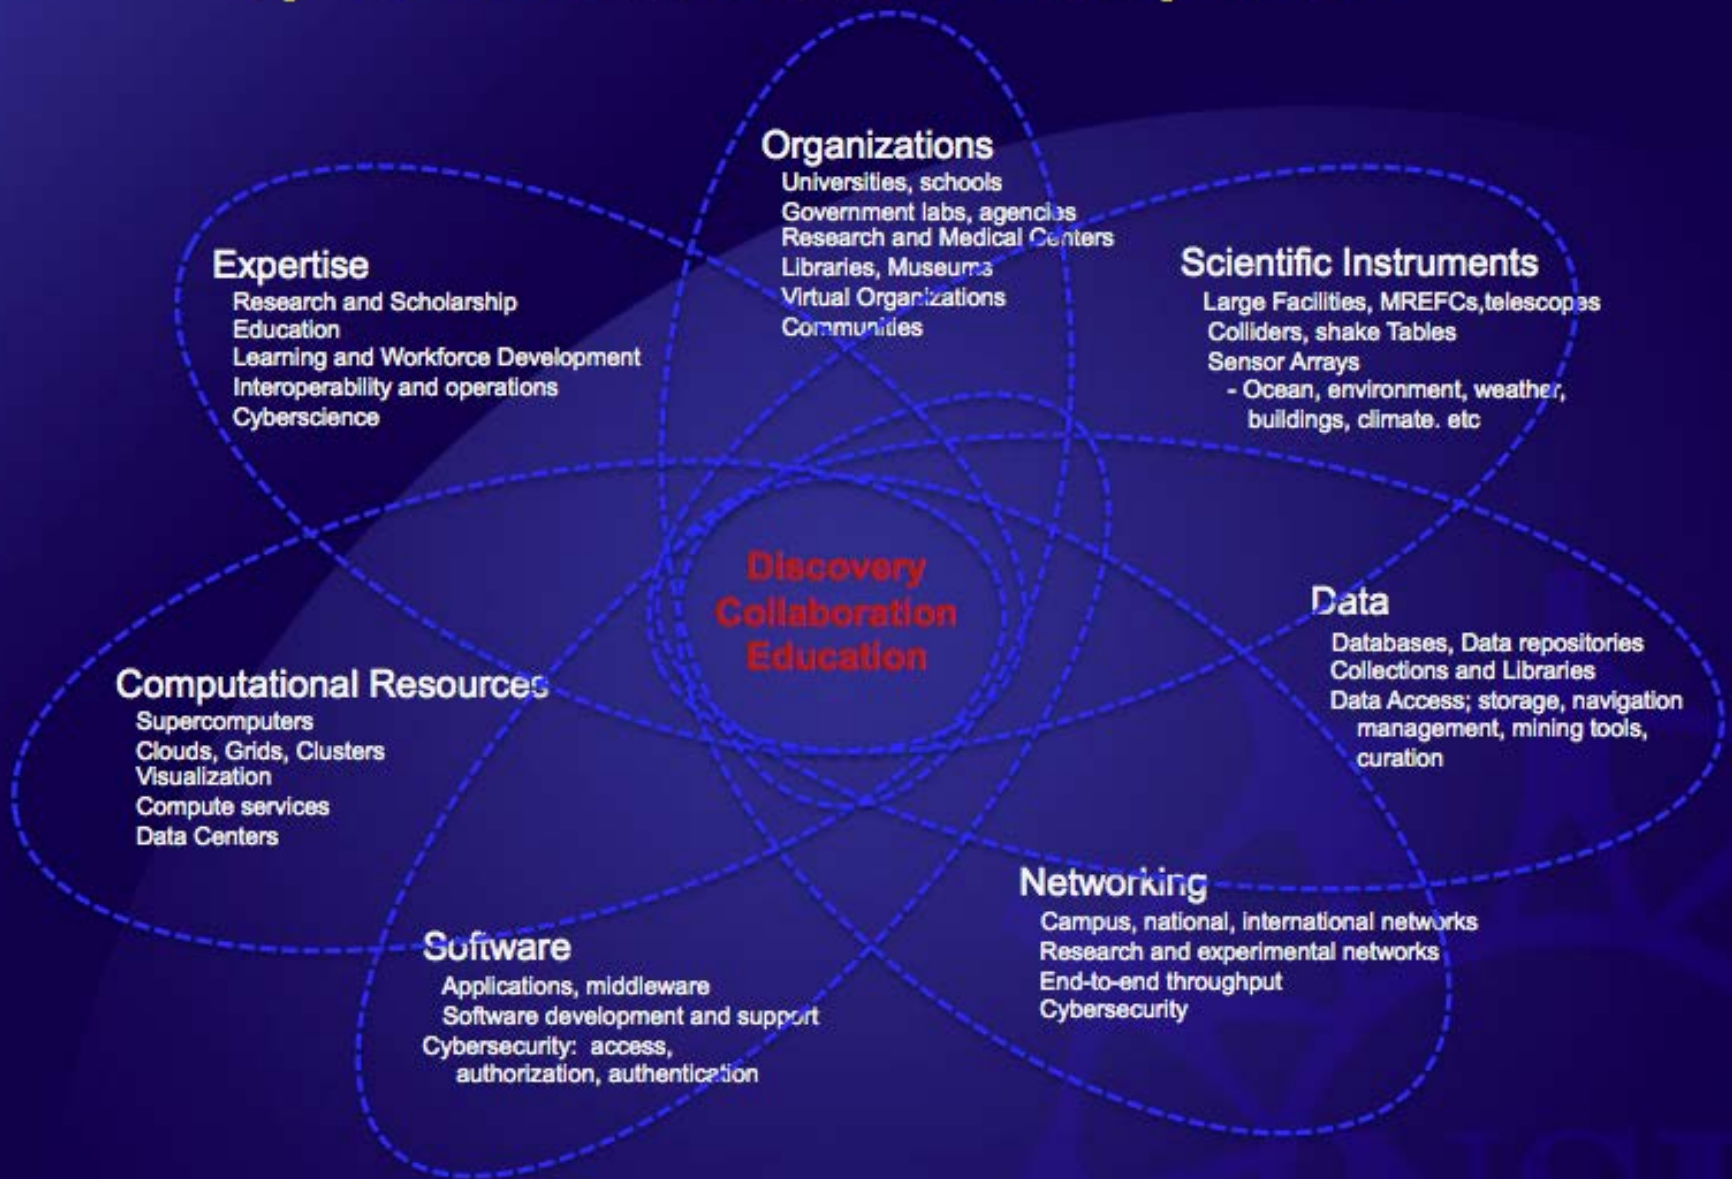 Organizations
Universities, schools
Government labs, agencies
Research and Medical Centers
Libraries, Museums
Virtual Organizations
Communities
Expertise
Research and Scholarship
Education
Learning and Workforce Development
Interoperability and operations
Cyberscience
Scientific Instruments
Large Facilities, MREFCs,telescopes
Colliders, shake Tables
Sensor Arrays
- Ocean, environment, weather,
buildings, climate. etc
Discovery
Collaboration
Education
Data
Databases, Data repositories
Collections and Libraries
Data Access; storage, navigation
management, mining tools,
curation
Computational Resources
Supercomputers
Clouds, Grids, Clusters
Visualization
Compute services
Data Centers
Networking
Campus, national, international networks
Research and experimental networks
End-to-end throughput
Cybersecurity
Software
Applications, middleware
Software development and support
Cybersecurity: access,
authorization, authentication